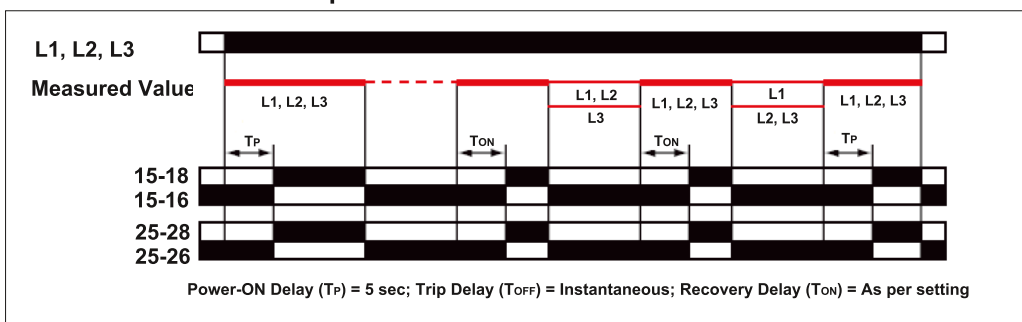 L1, L2, L3
Measured Value
L1, L2, L3
L1, L2
L3
L1, L2, L3
L1
L2, L3
L1, L2, L3
TP
TON
TON
TP
15-18
15-16
25-28
25-26
Power-ON Delay (TP) = 5 sec; Trip Delay (TOFF) = Instantaneous; Recovery Delay (TON) = As per setting